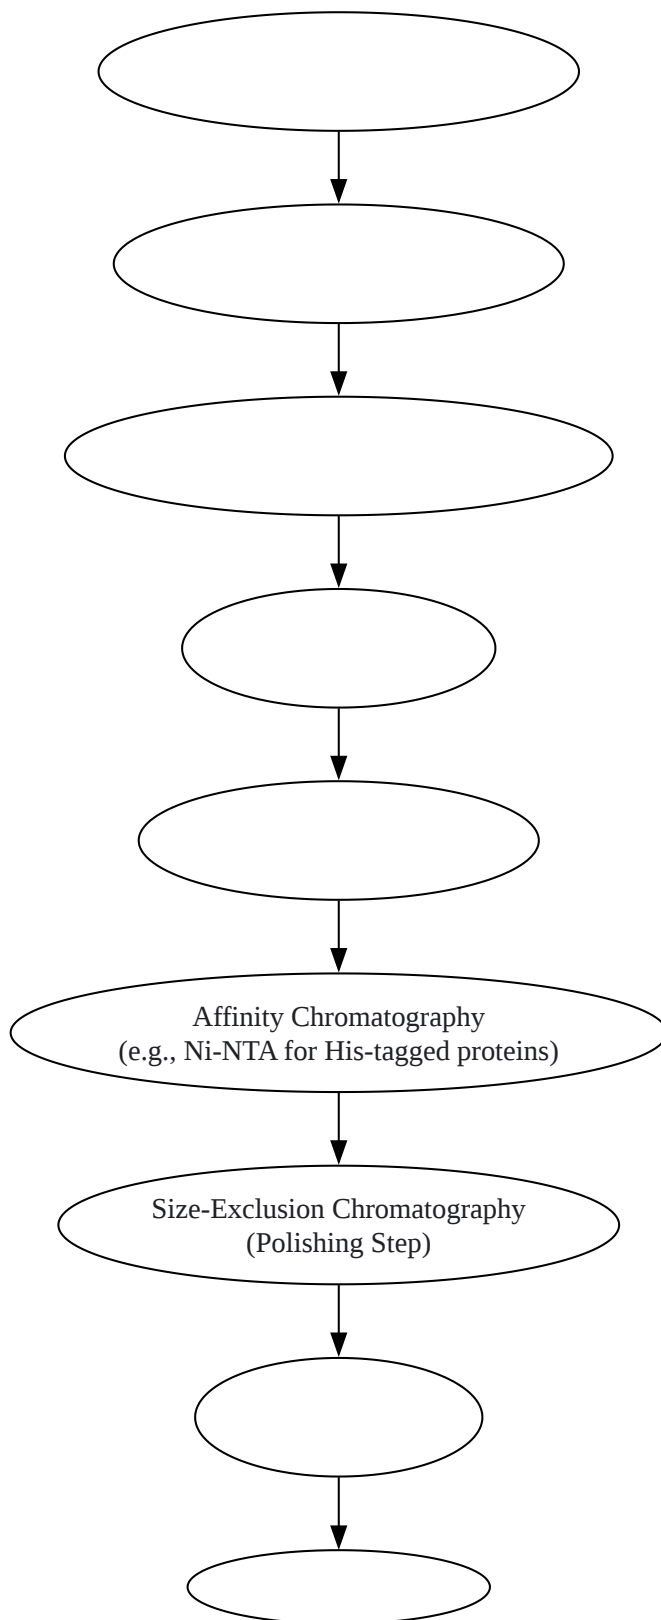 Affinity Chromatography
(e.g., Ni-NTA for His-tagged proteins)
Size-Exclusion Chromatography
(Polishing Step)